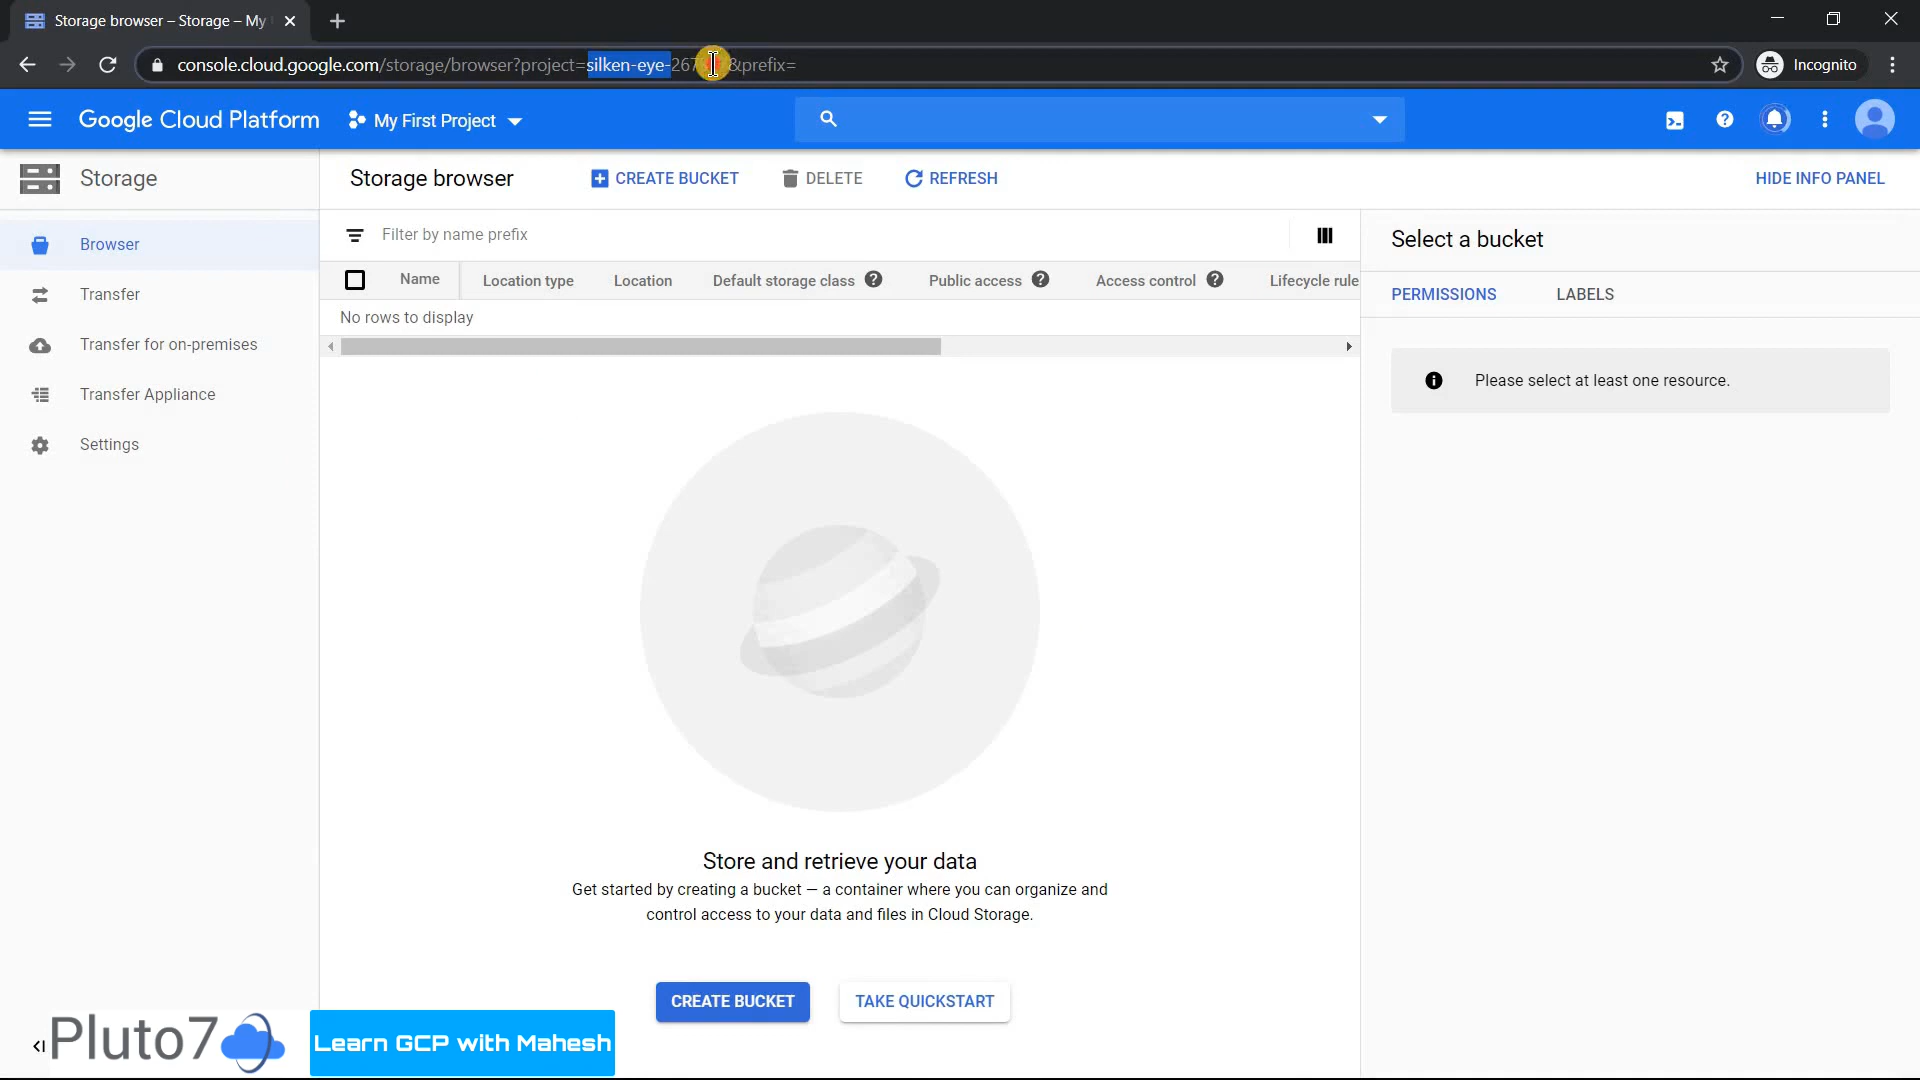 Storage browser – Storage – My
console.cloud.google.com/storage/browser?project=silken-eye-267 &prefix=
Incognito
Google Cloud Platform
My First Project
Storage
Storage browser
CREATE BUCKET
DELETE
REFRESH
HIDE INFO PANEL
Browser
Transfer
Transfer for on-premises
Transfer Appliance
Settings
Filter by name prefix
Name
Location type
Location
Default storage class
Public access
Access control
Lifecycle rule
No rows to display
Select a bucket
PERMISSIONS
LABELS
Please select at least one resource.
Store and retrieve your data
Get started by creating a bucket — a container where you can organize and
control access to your data and files in Cloud Storage.
CREATE BUCKET
TAKE QUICKSTART
Pluto7
Learn GCP with Mahesh